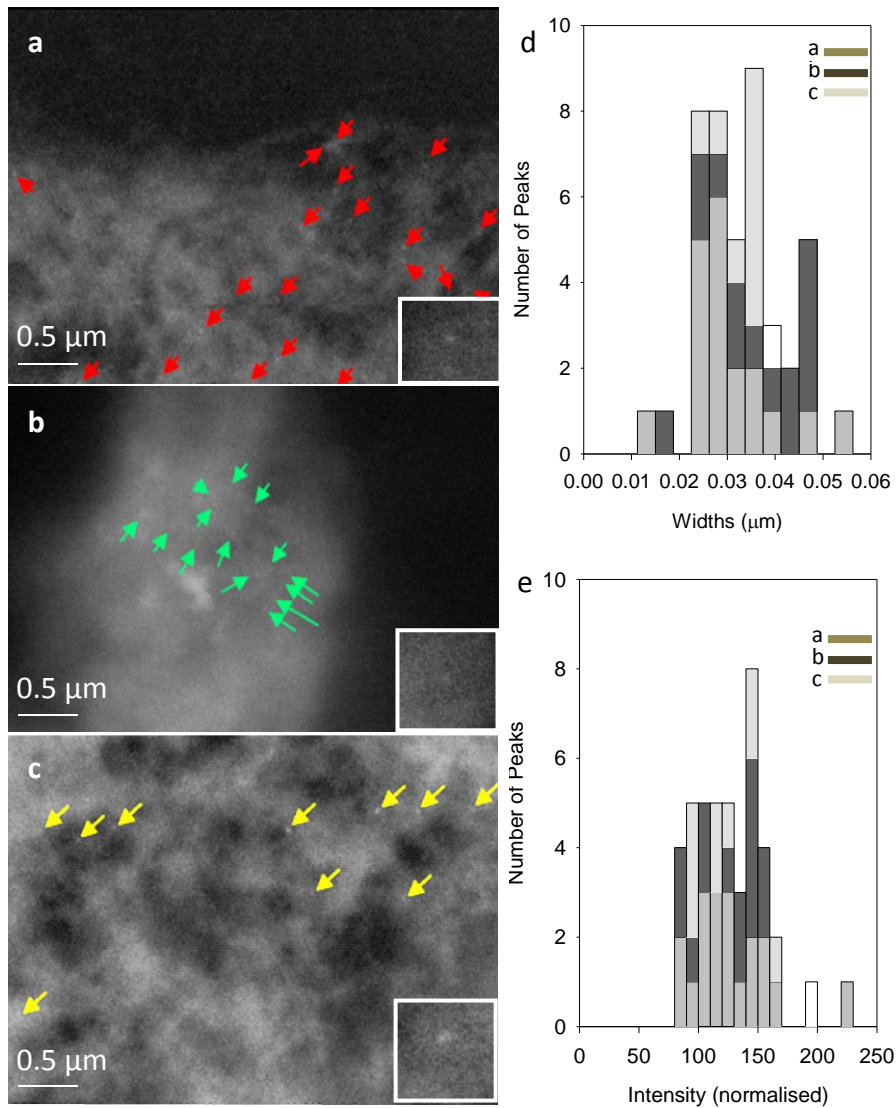 a
0.5 µm
b
0.5 µm
c
0.5 µm
d
10
8
6
4
2
0
Number of Peaks
a
b
c
0.00 0.01 0.02 0.03 0.04 0.05 0.06
Widths (µm)
e
10
8
6
4
2
0
Number of Peaks
a
b
c
0 50 100 150 200 250
Intensity (normalised)